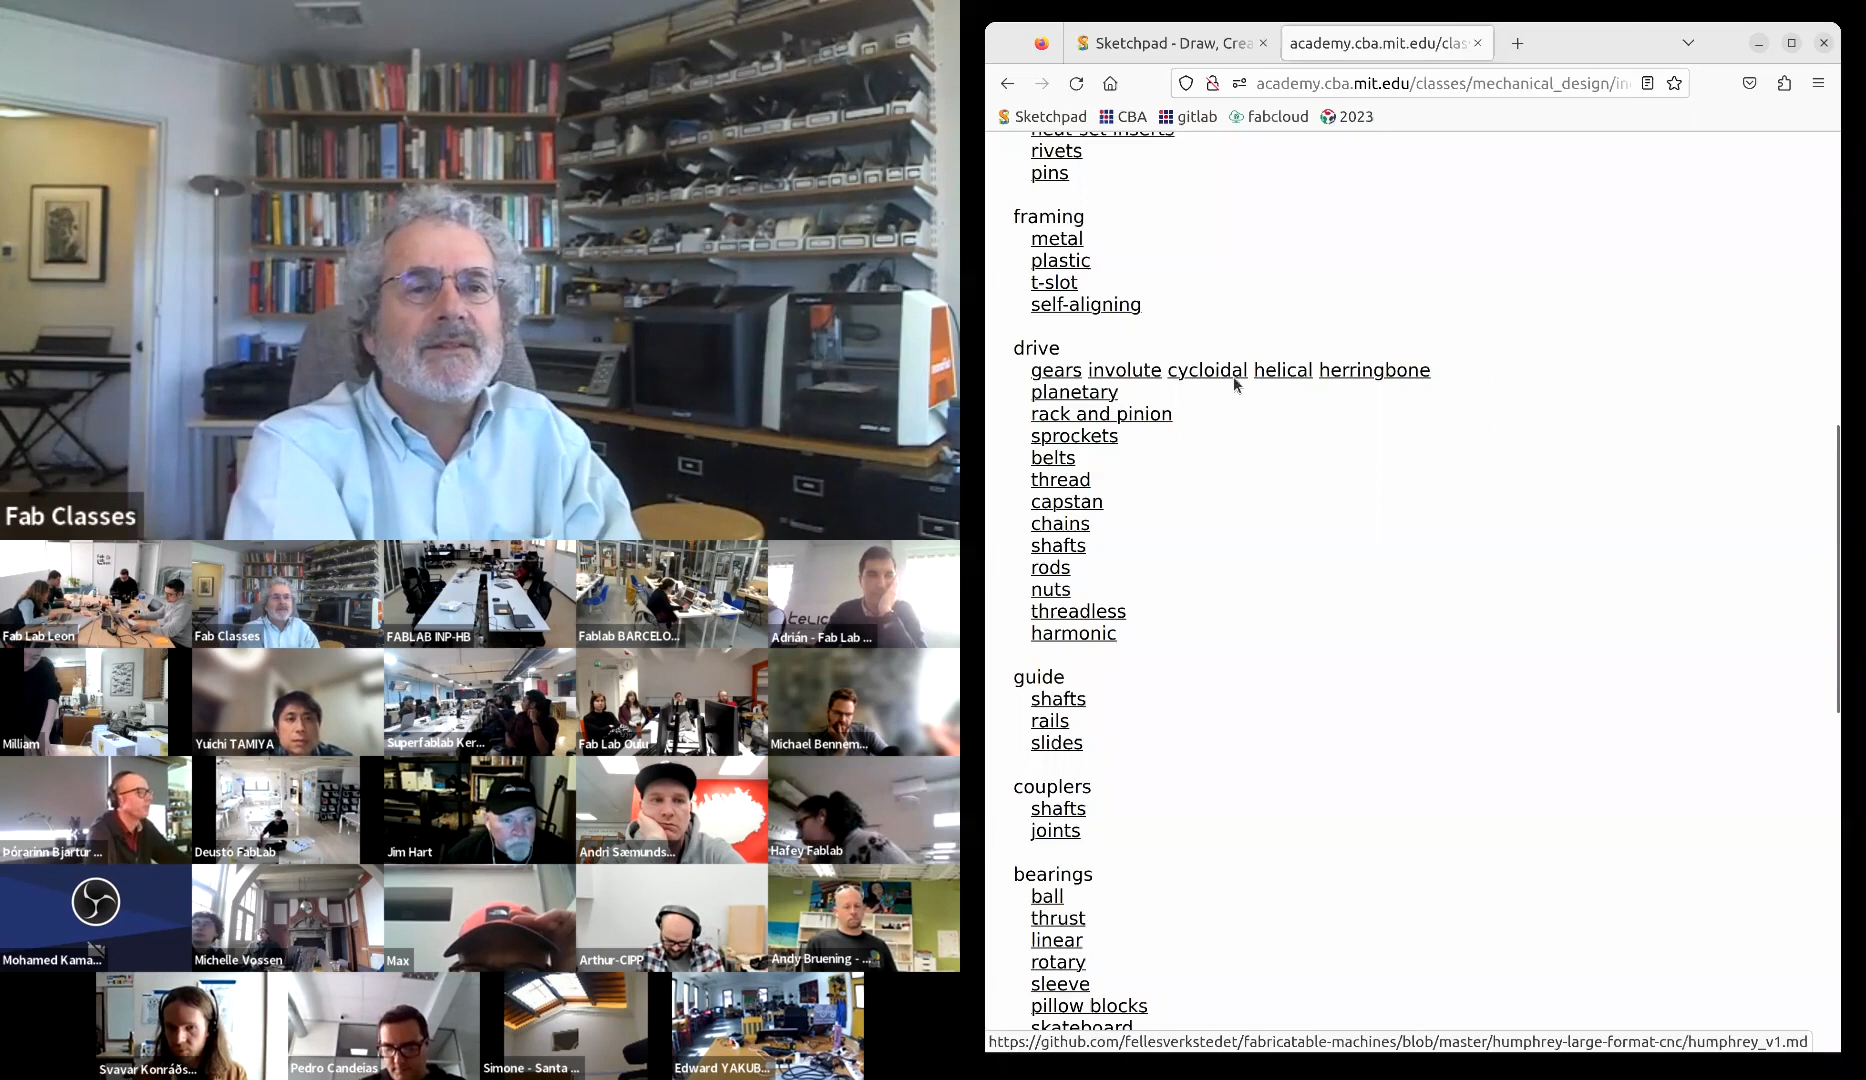 Fab Classes
Fab Lab Leon
Fab Classes
FABLAB INP-HB
Fablab BARCELO...
Adrián - Fab Lab ...
Milliam
Yuichi TAMIYA
Superfablab Ker...
Fab Lab Oulu
Michael Bennem...
Þórarinn Bjartur ...
Deusto FabLab
Jim Hart
Andri Sæmunds...
Hafey Fablab
Mohamed Kama...
Michelle Vossen
Max
Arthur-CIPP
Andy Bruening - ...
Svavar Konráðs...
Pedro Candeias
Simone - Santa ...
Edward YAKUB...
Sketchpad - Draw, Crea
academy.cba.mit.edu/clas
academy.cba.mit.edu/classes/mechanical_design/in
Sketchpad CBA gitlab fabcloud 2023
heat-set inserts
rivets
pins
framing
metal
plastic
t-slot
self-aligning
drive
gears involute cycloidal helical herringbone
planetary
rack and pinion
sprockets
belts
thread
capstan
chains
shafts
rods
nuts
threadless
harmonic
guide
shafts
rails
slides
couplers
shafts
joints
bearings
ball
thrust
linear
rotary
sleeve
pillow blocks
skateboard
https://github.com/fellesverkstedet/fabricatable-machines/blob/master/humphrey-large-format-cnc/humphrey_v1.md